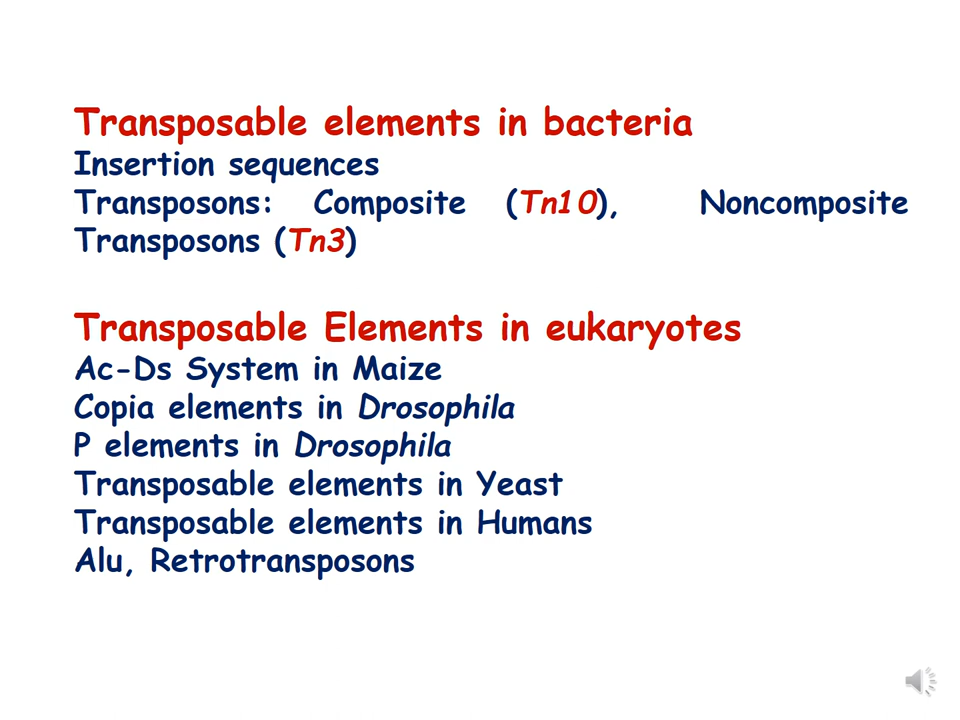 Transposable elements in bacteria
Insertion sequences
Transposons: Composite (Tn10), Noncomposite
Transposons (Tn3)
Transposable Elements in eukaryotes
Ac-Ds System in Maize
Copia elements in Drosophila
P elements in Drosophila
Transposable elements in Yeast
Transposable elements in Humans
Alu, Retrotransposons